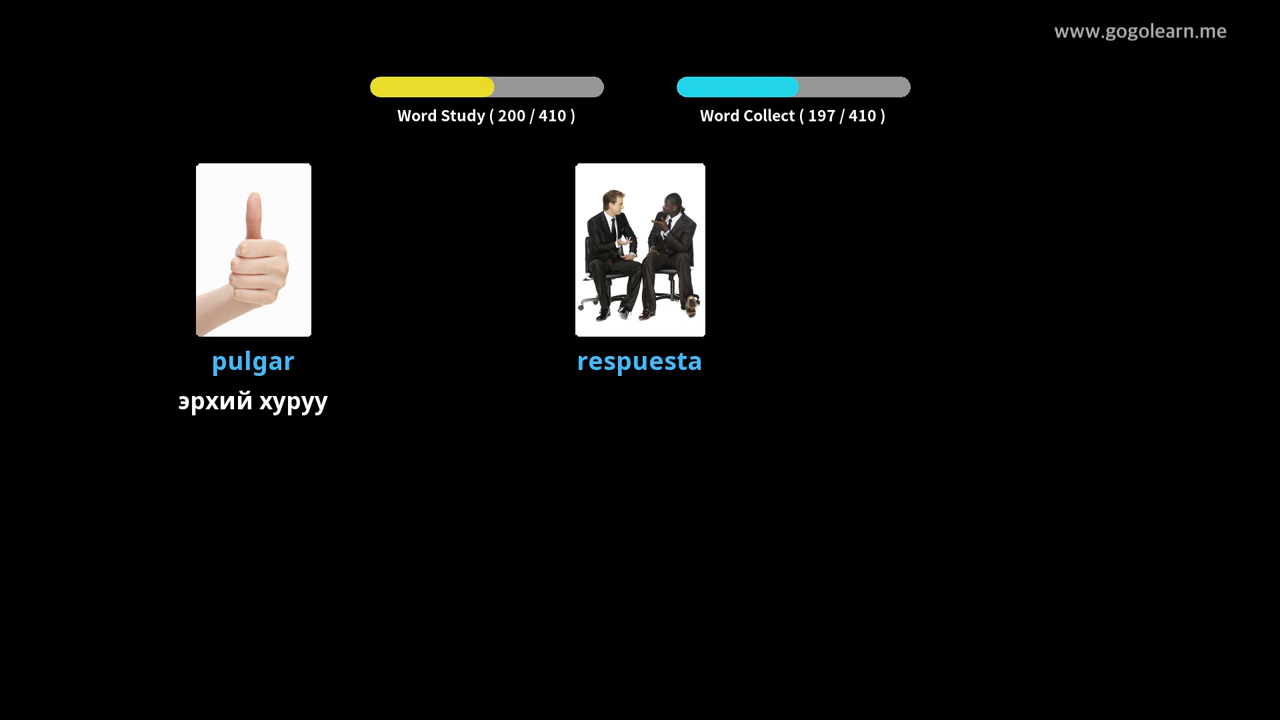 www.gogolearn.me
Word Study ( 200 / 410 )
Word Collect ( 197 / 410 )
pulgar
respuesta
эрхий хуруу